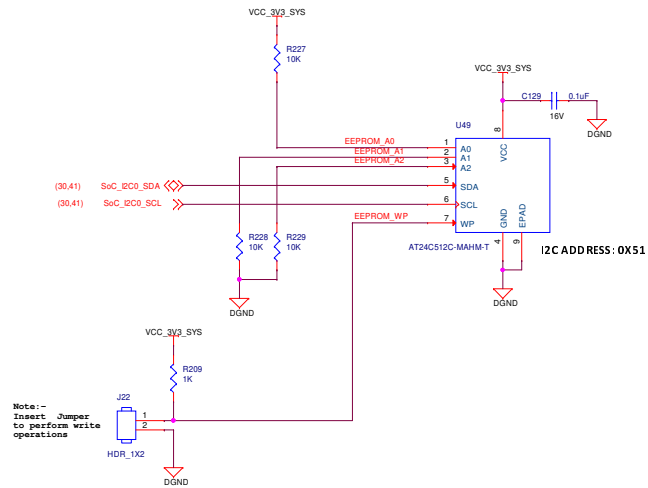 VCC_3V3_SYS
R227
10K
VCC_3V3_SYS
C129
0.1uF
16V
DGND
U49
8
VCC
EEPROM_A0
1
A0
EEPROM_A1
2
A1
EEPROM_A2
3
A2
(30,41)
SoC_I2C0_SDA
5
SDA
(30,41)
SoC_I2C0_SCL
6
SCL
EEPROM_WP
7
WP
GND
EPAD
4
9
R228
10K
R229
10K
AT24C512C-MAHM-T
I2C ADDRESS: 0X51
DGND
DGND
VCC_3V3_SYS
R209
1K
J22
Note:-
Insert Jumper
to perform write
operations
1
2
HDR_1X2
DGND